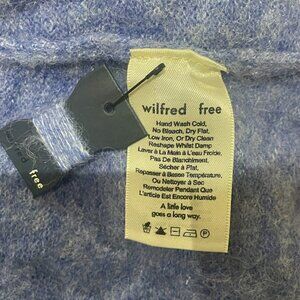 wilfred free
Hand Wash Cold,
No Bleach, Dry Flat,
Low Iron, Or Dry Clean
Reshape Whilst Damp
Laver À La Main À L'eau Froide,
Pas De Blanchiment,
Sécher À Plat,
Repasser À Basse Température,
Ou Nettoyer À Sec
Remodeler Pendant Que
L'article Est Encore Humide
A little love
goes a long way.
P
free